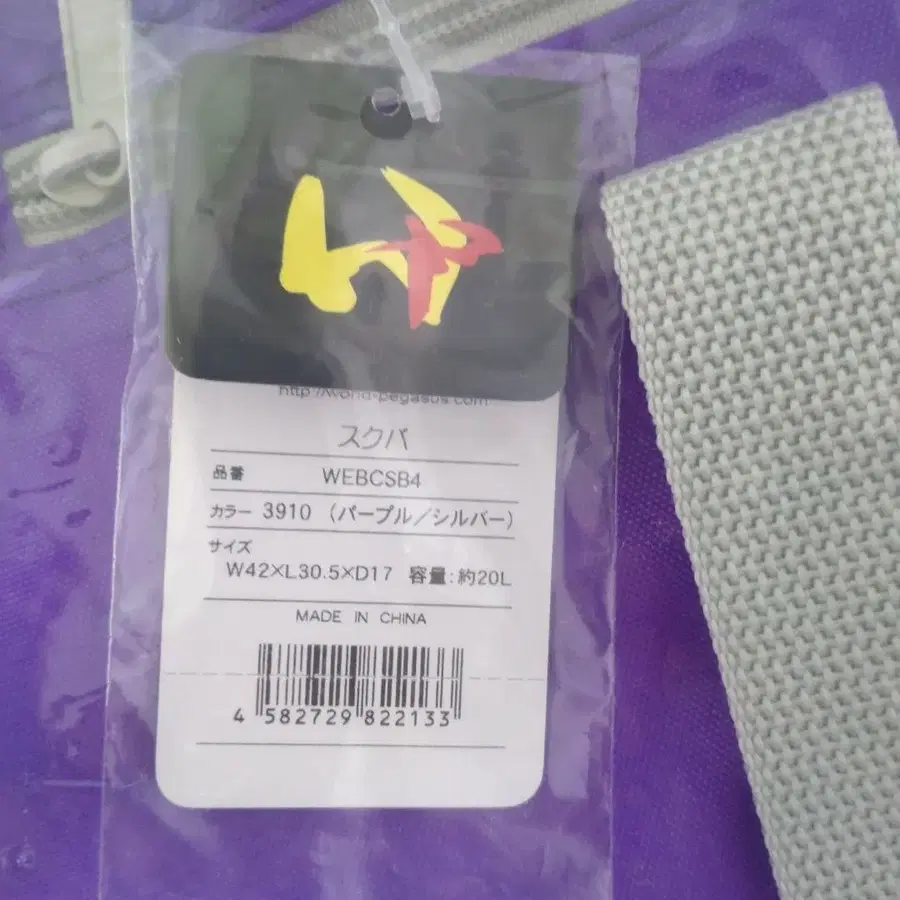 http://world-pegasus.com
スクバ
品番 WEBCSB4
カラー 3910 (パープル/シルバー)
サイズ
W42×L30.5×D17 容量:約20L
MADE IN CHINA
4 582729 822133